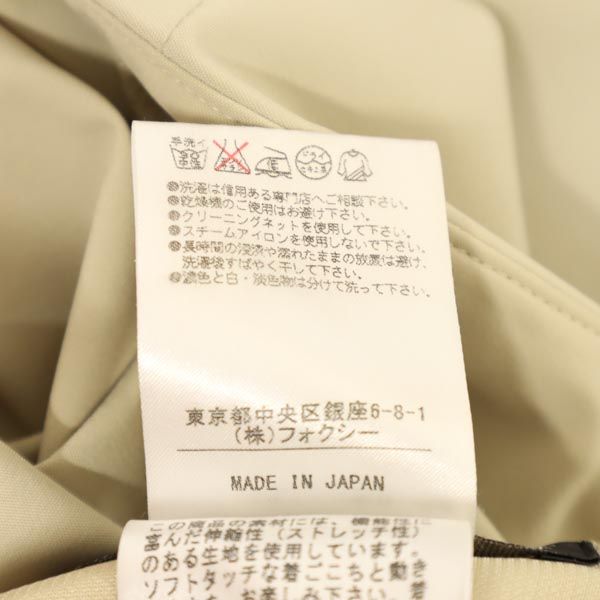 手洗イ
ドライ
●洗濯は信用ある専門店へご相談下さい。
●乾燥機のご使用はお避け下さい。
●クリーニングネットを使用して下さい。
●スチームアイロンを使用しないで下さい。
●長時間の浸漬や濡れたままの放置は避け、
洗濯後すばやく干して下さい。
●濃色と白・淡色物は分けて洗って下さい。
東京都中央区銀座6-8-1
(株)フォクシー
MADE IN JAPAN
この商品の素材には、機能性に
富んだ伸縮性(ストレッチ性)
のある生地を使用しています。
ソフトタッチな着ごこちと動き